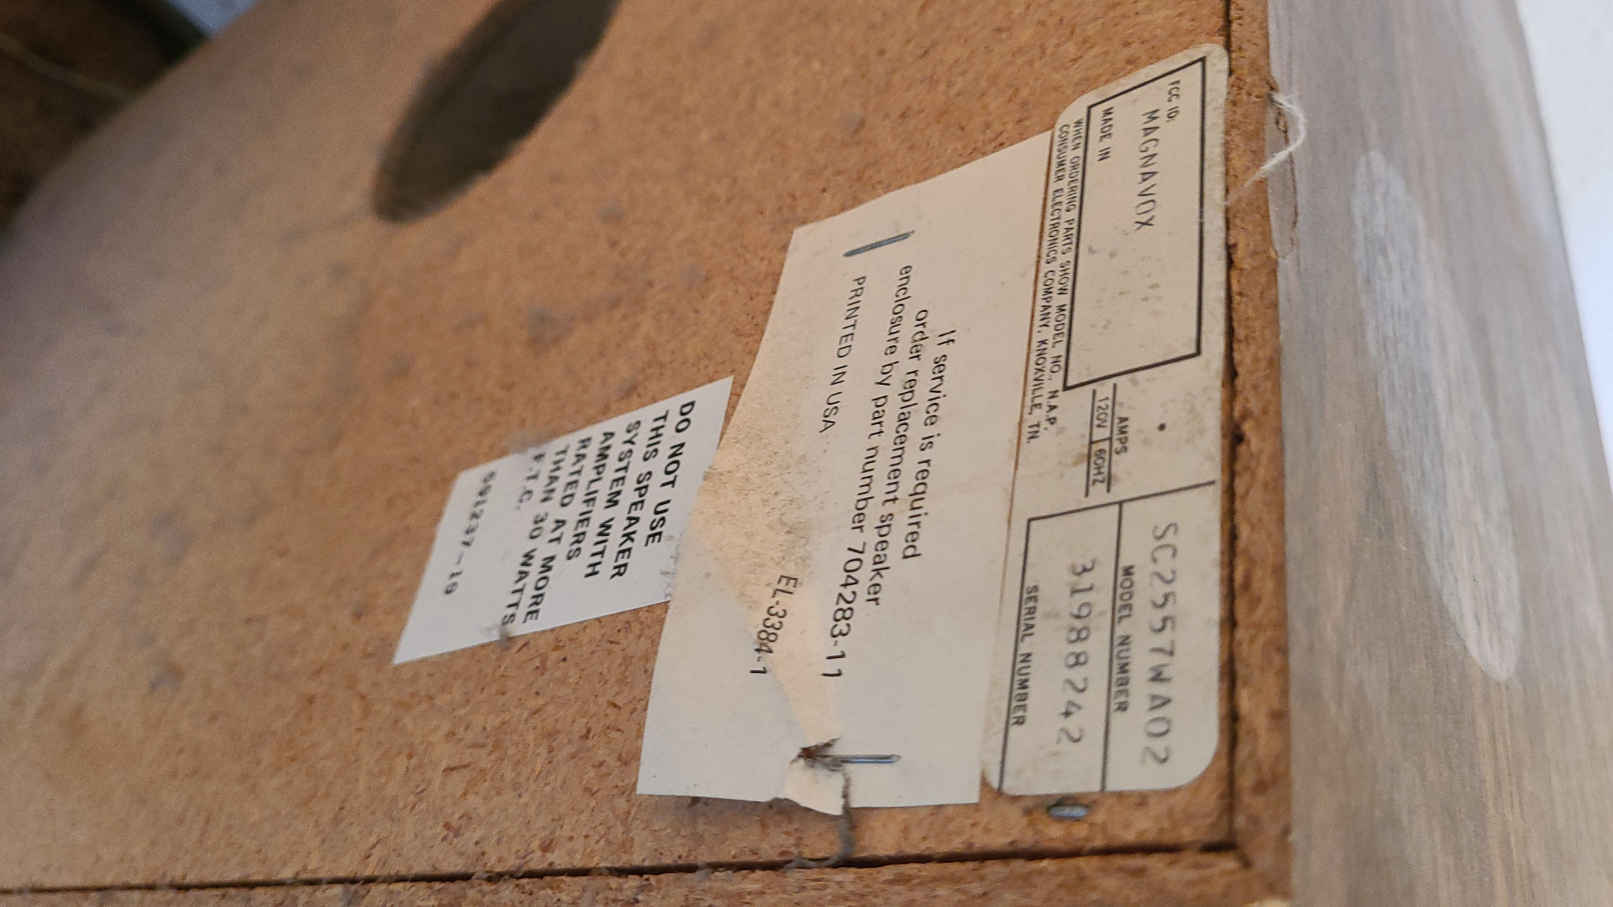 FCC ID:
MAGNAVOX
MADE IN
WHEN ORDERING PARTS SHOW MODEL NO., N.A.P.
CONSUMER ELECTRONICS COMPANY, KNOXVILLE, TN.
AMPS
120V 60HZ
SC2557WA02
MODEL NUMBER
31988242
SERIAL NUMBER
If service is required
order replacement speaker
enclosure by part number 704283-11
PRINTED IN USA
EL-3384-1
DO NOT USE
THIS SPEAKER
SYSTEM WITH
AMPLIFIERS
RATED AT MORE
THAN 30 WATTS
F.T.C.